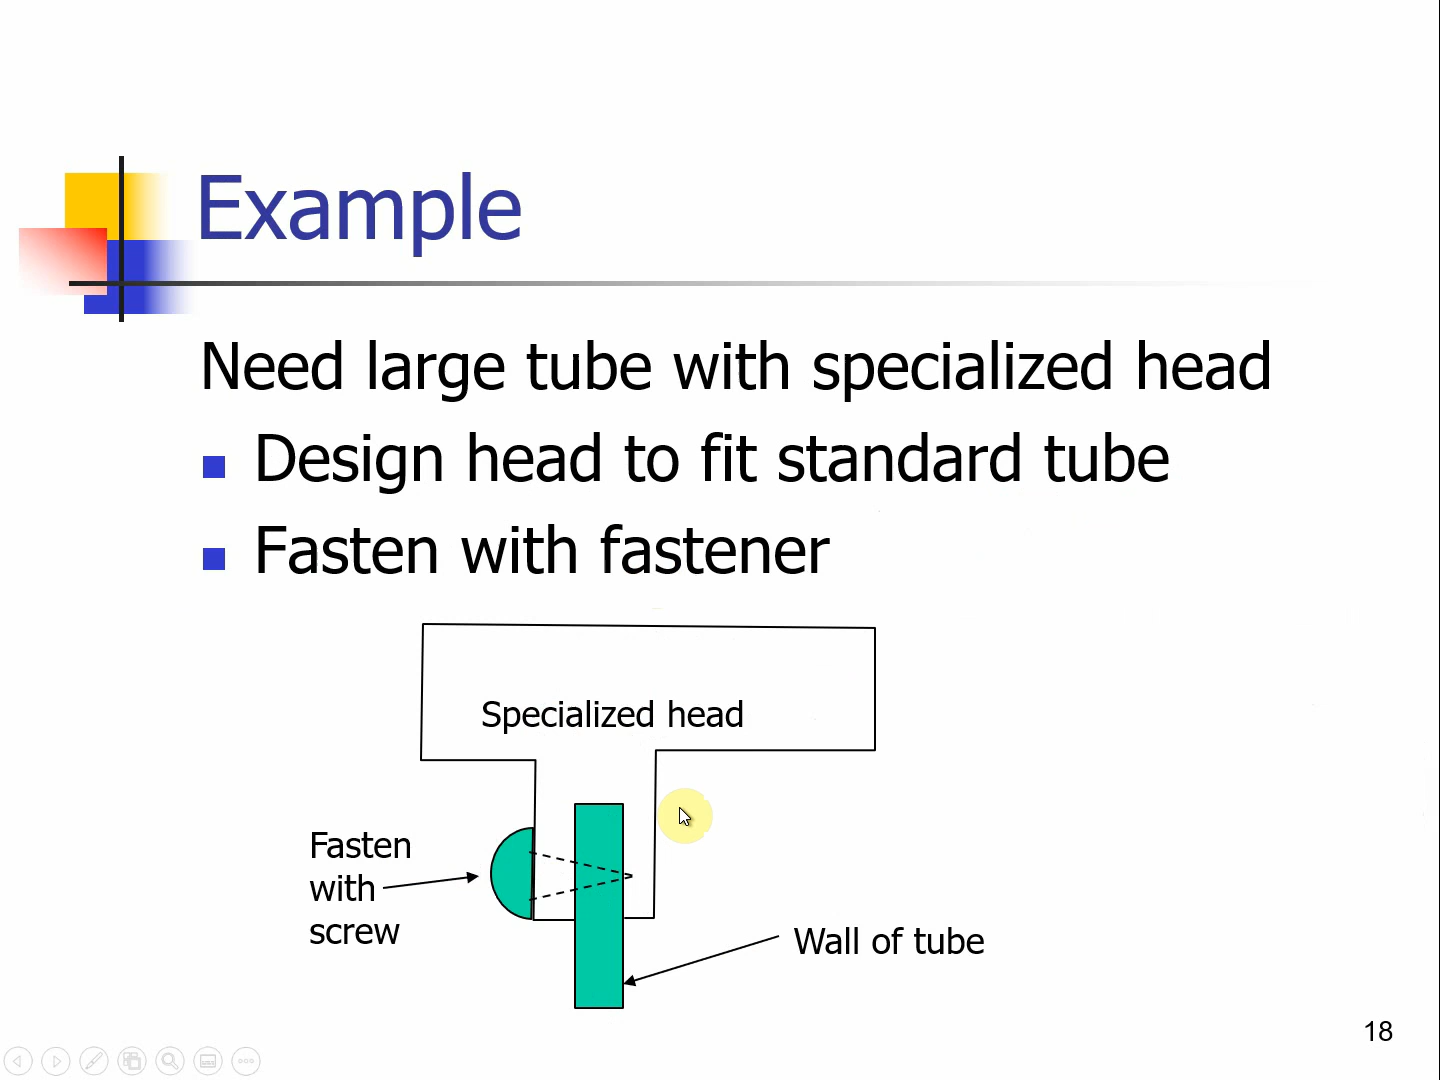 Example
Need large tube with specialized head
Design head to fit standard tube
Fasten with fastener
Specialized head
Fasten
with
screw
Wall of tube
18